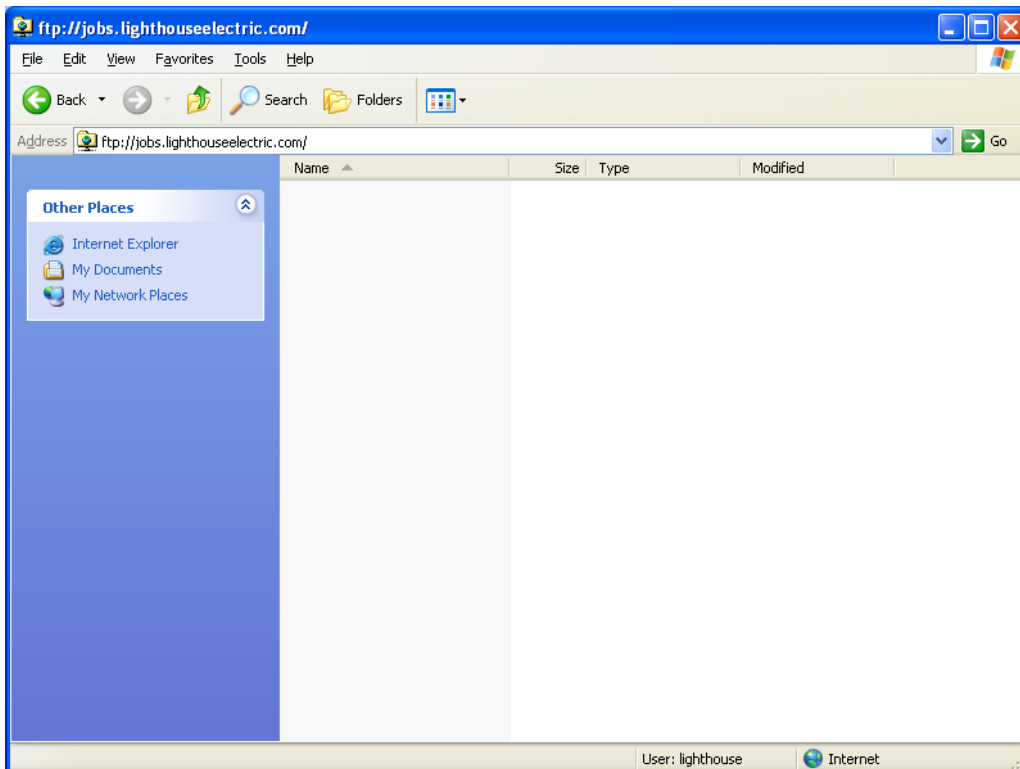 ftp://jobs.lighthouseelectric.com/
File Edit View Favorites Tools Help
Back Search Folders
Address ftp://jobs.lighthouseelectric.com/ Go
Name Size Type Modified
Other Places
Internet Explorer
My Documents
My Network Places
User: lighthouse Internet